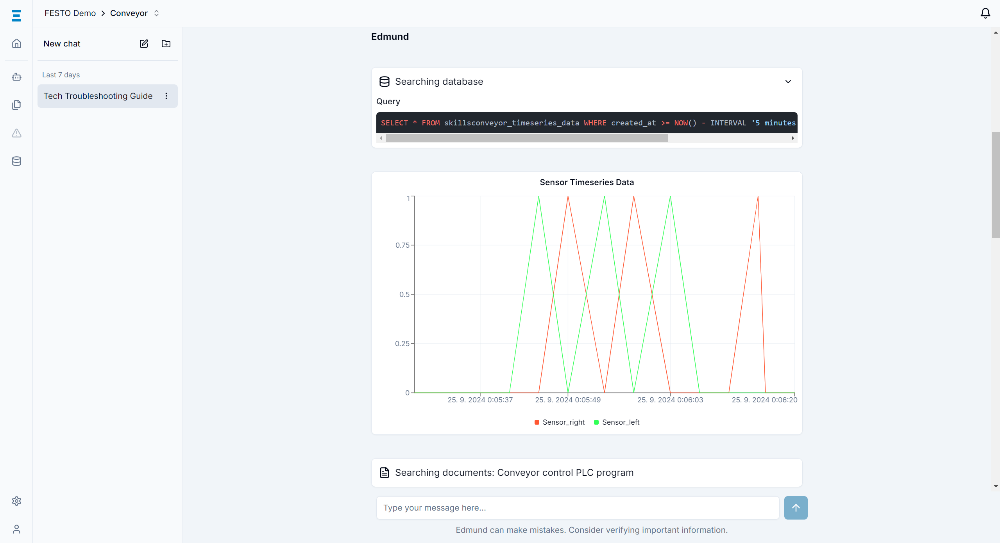 FESTO Demo > Conveyor
New chat
Last 7 days
Tech Troubleshooting Guide
Edmund
Searching database
Query
SELECT * FROM skillsconveyor_timeseries_data WHERE created_at >= NOW() - INTERVAL '5 minutes
Sensor Timeseries Data
1
0.75
0.5
0.25
0
25. 9. 2024 0:05:37 25. 9. 2024 0:05:49 25. 9. 2024 0:06:03 25. 9. 2024 0:06:20
Sensor_right Sensor_left
Searching documents: Conveyor control PLC program
Type your message here...
Edmund can make mistakes. Consider verifying important information.